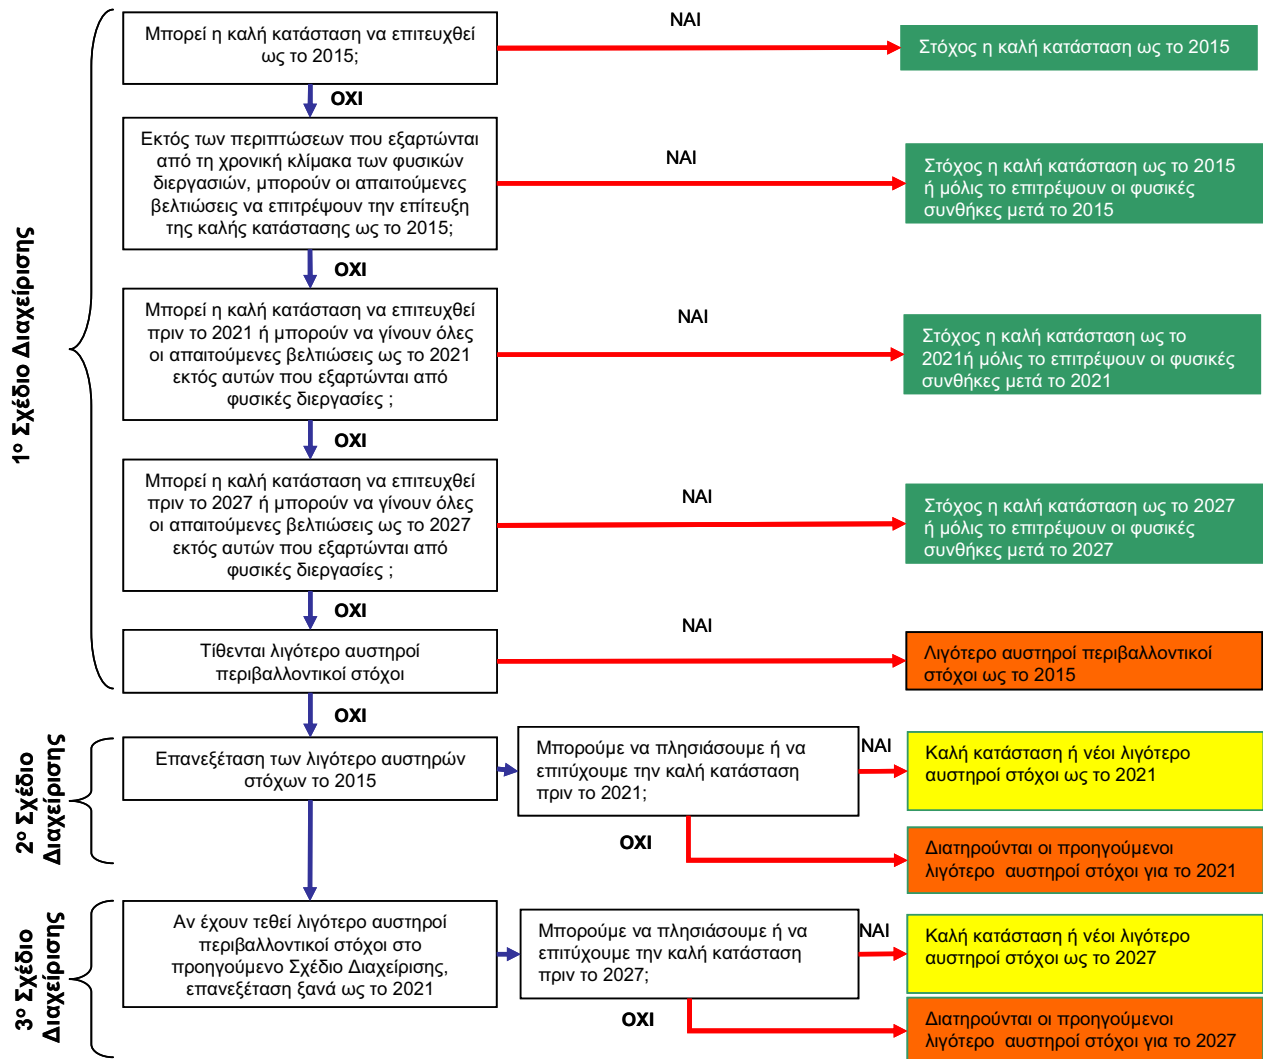 1ο Σχέδιο Διαχείρισης
Μπορεί η καλή κατάσταση να επιτευχθεί
ως το 2015;
ΝΑΙ
Στόχος η καλή κατάσταση ως το 2015
ΟΧΙ
Εκτός των περιπτώσεων που εξαρτώνται
από τη χρονική κλίμακα των φυσικών
διεργασιών, μπορούν οι απαιτούμενες
βελτιώσεις να επιτρέψουν την επίτευξη
της καλής κατάστασης ως το 2015;
ΝΑΙ
Στόχος η καλή κατάσταση ως το 2015
ή μόλις το επιτρέψουν οι φυσικές
συνθήκες μετά το 2015
ΟΧΙ
Μπορεί η καλή κατάσταση να επιτευχθεί
πριν το 2021 ή μπορούν να γίνουν όλες
οι απαιτούμενες βελτιώσεις ως το 2021
εκτός αυτών που εξαρτώνται από
φυσικές διεργασίες ;
ΝΑΙ
Στόχος η καλή κατάσταση ως το
2021ή μόλις το επιτρέψουν οι φυσικές
συνθήκες μετά το 2021
ΟΧΙ
Μπορεί η καλή κατάσταση να επιτευχθεί
πριν το 2027 ή μπορούν να γίνουν όλες
οι απαιτούμενες βελτιώσεις ως το 2027
εκτός αυτών που εξαρτώνται από
φυσικές διεργασίες ;
ΝΑΙ
Στόχος η καλή κατάσταση ως το 2027
ή μόλις το επιτρέψουν οι φυσικές
συνθήκες μετά το 2027
ΟΧΙ
Τίθενται λιγότερο αυστηροί
περιβαλλοντικοί στόχοι
ΝΑΙ
Λιγότερο αυστηροί περιβαλλοντικοί
στόχοι ως το 2015
ΟΧΙ
2ο Σχέδιο
Διαχείρισης
Επανεξέταση των λιγότερο αυστηρών
στόχων το 2015
Μπορούμε να πλησιάσουμε ή να
επιτύχουμε την καλή κατάσταση
πριν το 2021;
ΝΑΙ
Καλή κατάσταση ή νέοι λιγότερο
αυστηροί στόχοι ως το 2021
ΟΧΙ
Διατηρούνται οι προηγούμενοι
λιγότερο αυστηροί στόχοι για το 2021
3ο Σχέδιο
Διαχείρισης
Αν έχουν τεθεί λιγότερο αυστηροί
περιβαλλοντικοί στόχοι στο
προηγούμενο Σχέδιο Διαχείρισης,
επανεξέταση ξανά ως το 2021
Μπορούμε να πλησιάσουμε ή να
επιτύχουμε την καλή κατάσταση
πριν το 2027;
ΝΑΙ
Καλή κατάσταση ή νέοι λιγότερο
αυστηροί στόχοι ως το 2027
ΟΧΙ
Διατηρούνται οι προηγούμενοι
λιγότερο αυστηροί στόχοι για το 2027